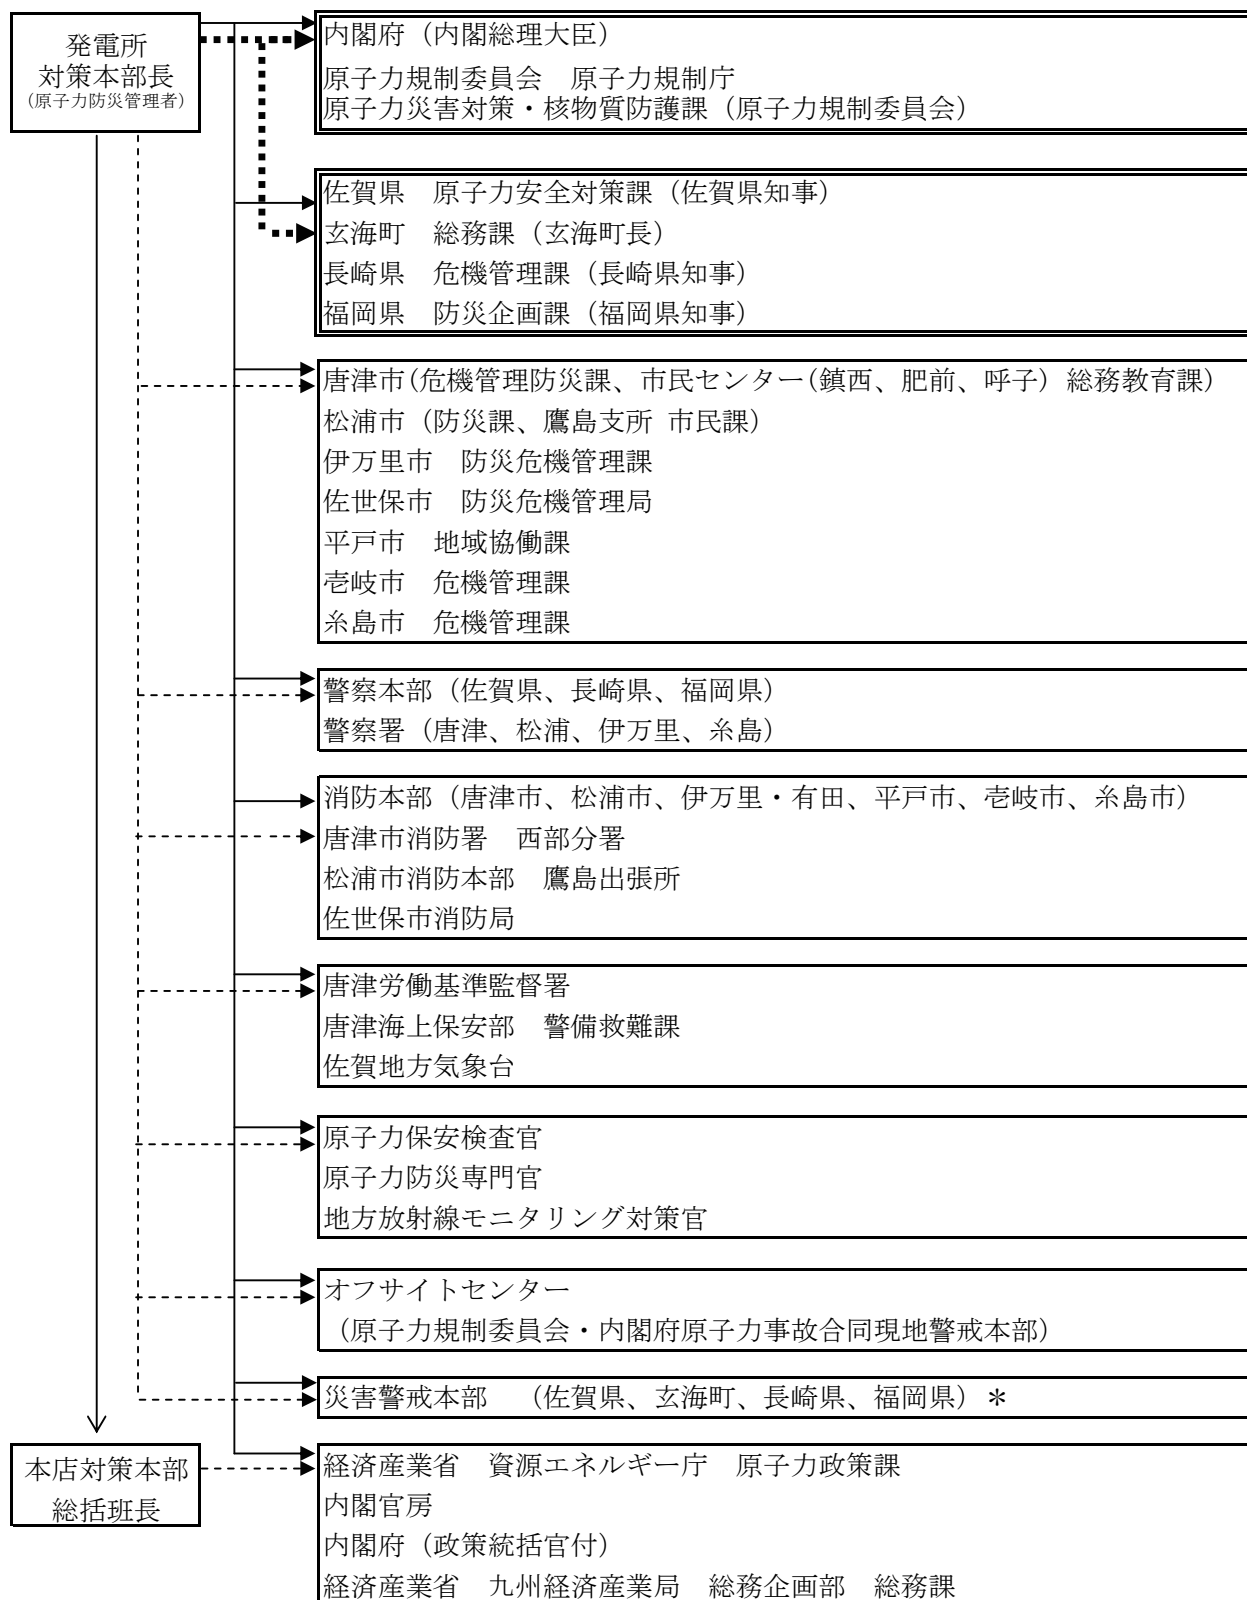 発電所
対策本部長
(原子力防災管理者)
内閣府（内閣総理大臣）
原子力規制委員会　原子力規制庁
原子力災害対策・核物質防護課（原子力規制委員会）
佐賀県　原子力安全対策課（佐賀県知事）
玄海町　総務課（玄海町長）
長崎県　危機管理課（長崎県知事）
福岡県　防災企画課（福岡県知事）
唐津市(危機管理防災課、市民センター(鎮西、肥前、呼子）総務教育課）
松浦市（防災課、鷹島支所 市民課）
伊万里市　防災危機管理課
佐世保市　防災危機管理局
平戸市　地域協働課
壱岐市　危機管理課
糸島市　危機管理課
警察本部（佐賀県、長崎県、福岡県）
警察署（唐津、松浦、伊万里、糸島）
消防本部（唐津市、松浦市、伊万里・有田、平戸市、壱岐市、糸島市）
唐津市消防署　西部分署
松浦市消防本部　鷹島出張所
佐世保市消防局
唐津労働基準監督署
唐津海上保安部　警備救難課
佐賀地方気象台
原子力保安検査官
原子力防災専門官
地方放射線モニタリング対策官
オフサイトセンター
（原子力規制委員会・内閣府原子力事故合同現地警戒本部）
災害警戒本部　（佐賀県、玄海町、長崎県、福岡県）＊
本店対策本部
総括班長
経済産業省　資源エネルギー庁　原子力政策課
内閣官房
内閣府（政策統括官付）
経済産業省　九州経済産業局　総務企画部　総務課